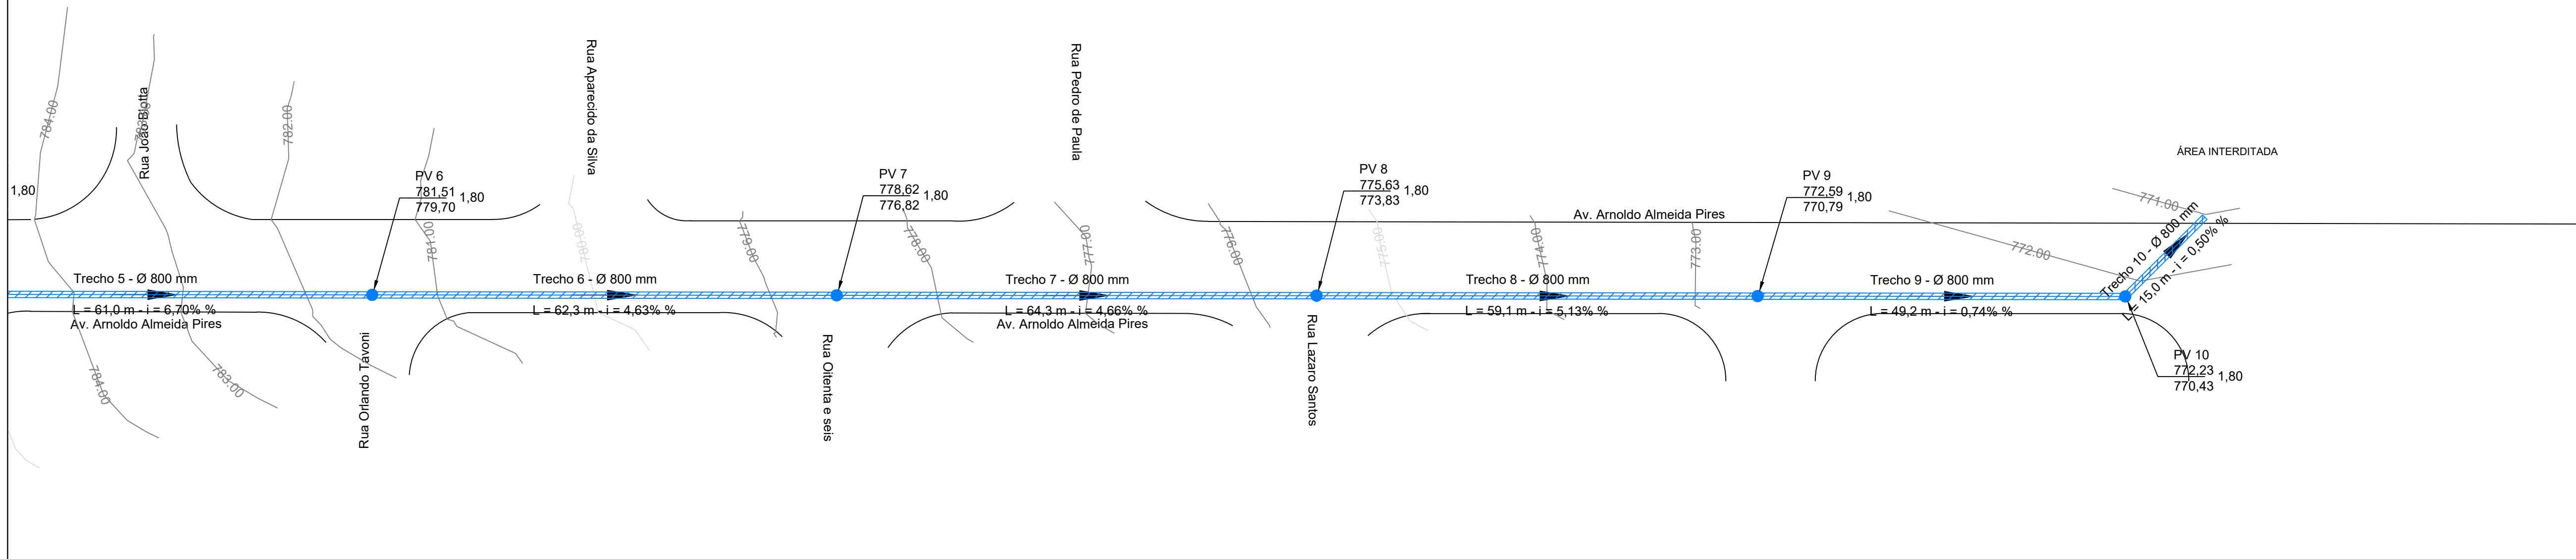 784.00
Rua João Blotta
782.00
1,80
PV 6
781,51
1,80
779,70
781.00
Rua Aparecido da Silva
780.00
779.00
PV 7
778,62
1,80
776,82
778.00
Rua Pedro de Paula
777.00
776.00
PV 8
775,63
1,80
773,83
775.00
774.00
Av. Arnoldo Almeida Pires
773.00
PV 9
772,59
1,80
770,79
772.00
771.00
ÁREA INTERDITADA
Trecho 5 - Ø 800 mm
L = 61,0 m - i = 6,70% %
Av. Arnoldo Almeida Pires
Trecho 6 - Ø 800 mm
L = 62,3 m - i = 4,63% %
Trecho 7 - Ø 800 mm
L = 64,3 m - i = 4,66% %
Av. Arnoldo Almeida Pires
Trecho 8 - Ø 800 mm
L = 59,1 m - i = 5,13% %
Trecho 9 - Ø 800 mm
L = 49,2 m - i = 0,74% %
Trecho 10 - Ø 800 mm
L = 15,0 m - i = 0,50% %
784.00
783.00
Rua Orlando Tavoni
Rua Oitenta e seis
Rua Lazaro Santos
PV 10
772,23
1,80
770,43